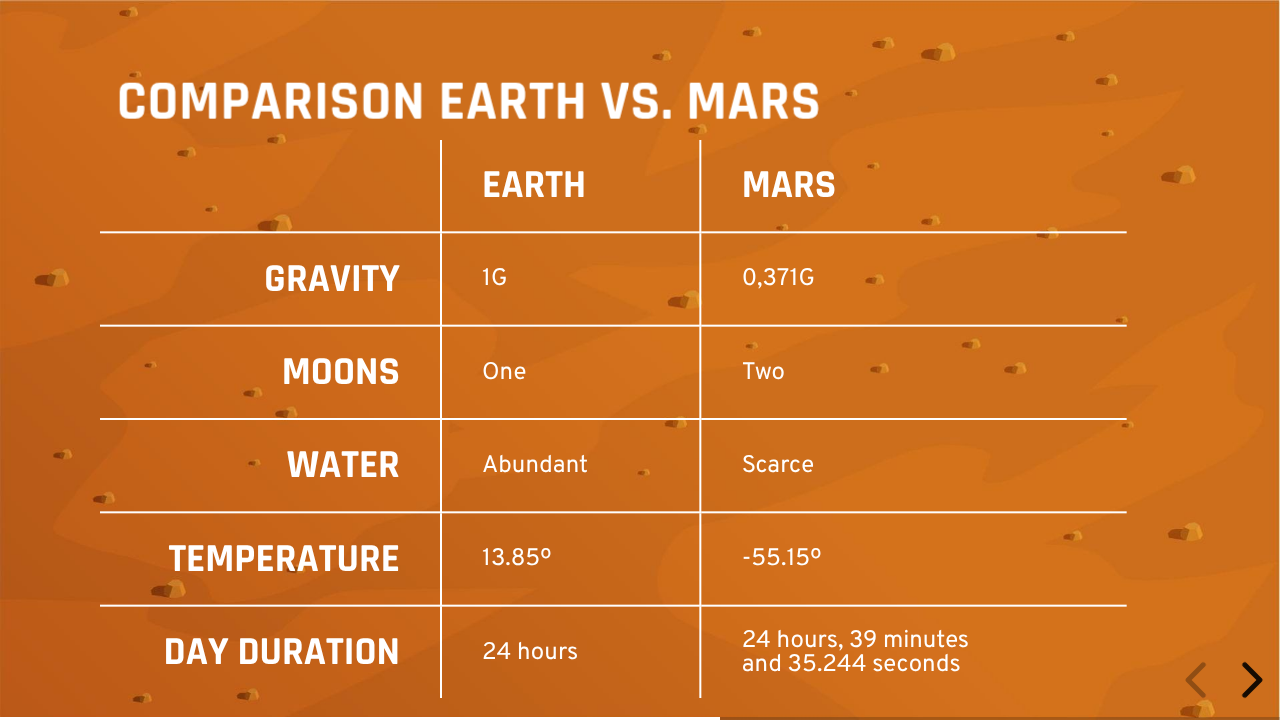 COMPARISON EARTH VS. MARS
EARTH MARS
GRAVITY 1G 0,371G
MOONS One Two
WATER Abundant Scarce
TEMPERATURE 13.85º -55.15º
DAY DURATION 24 hours 24 hours, 39 minutes
and 35.244 seconds